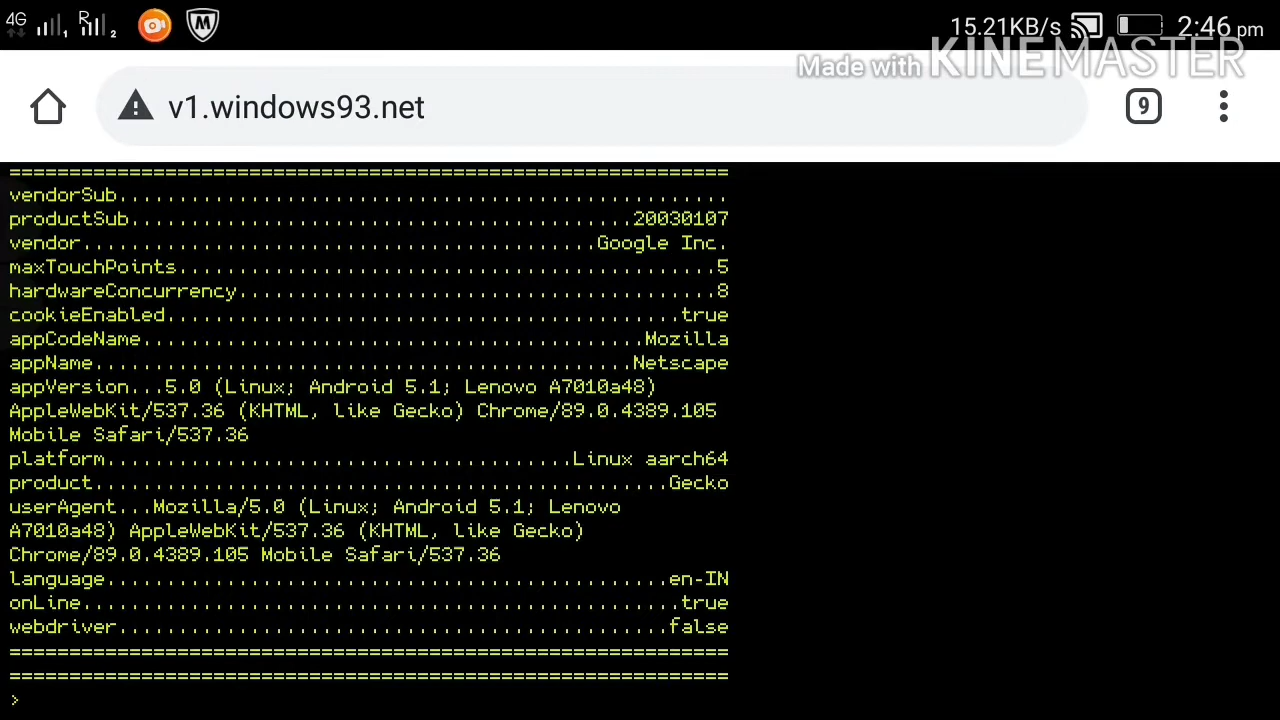 4G 1 R 2 15.21KB/s 2:46 pm
Made with KINEMASTER
v1.windows93.net 9
============================================================
vendorSub...................................................
productSub..........................................20030107
vendor...........................................Google Inc.
maxTouchPoints.............................................5
hardwareConcurrency........................................8
cookieEnabled...........................................true
appCodeName..........................................Mozilla
appName.............................................Netscape
appVersion...5.0 (Linux; Android 5.1; Lenovo A7010a48)
AppleWebKit/537.36 (KHTML, like Gecko) Chrome/89.0.4389.105
Mobile Safari/537.36
platform.......................................Linux aarch64
product................................................Gecko
userAgent...Mozilla/5.0 (Linux; Android 5.1; Lenovo
A7010a48) AppleWebKit/537.36 (KHTML, like Gecko)
Chrome/89.0.4389.105 Mobile Safari/537.36
language...............................................en-IN
onLine..................................................true
webdriver..............................................false
============================================================
============================================================
>